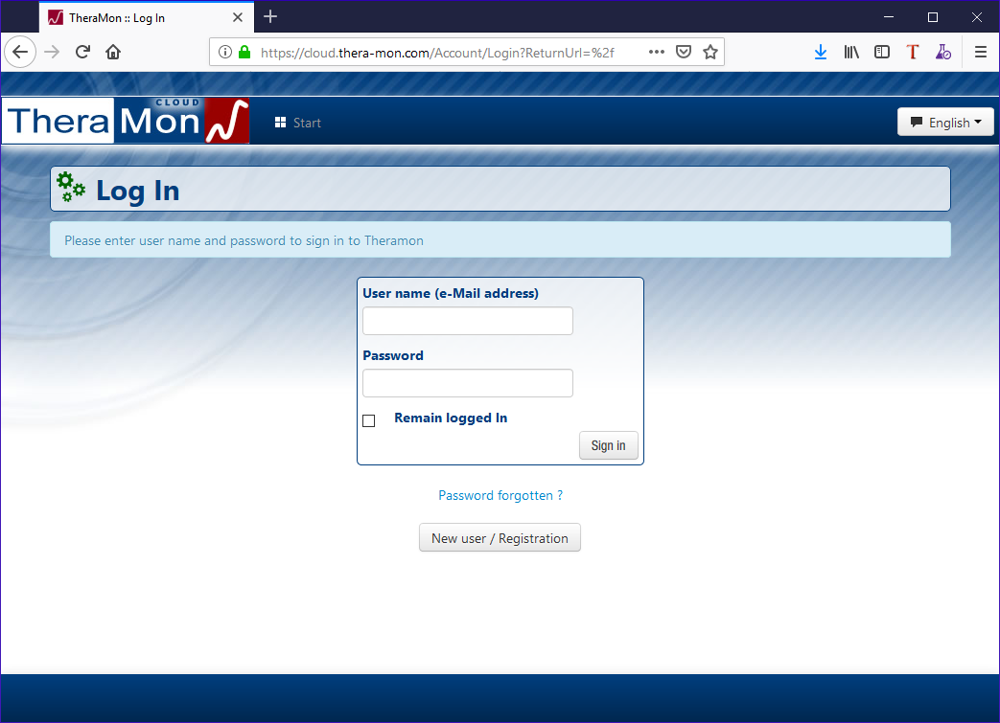 TheraMon :: Log In
https://cloud.thera-mon.com/Account/Login?ReturnUrl=%2f
CLOUD
TheraMon
Start
English
Log In
Please enter user name and password to sign in to Theramon
User name (e-Mail address)
Password
Remain logged In
Sign in
Password forgotten ?
New user / Registration